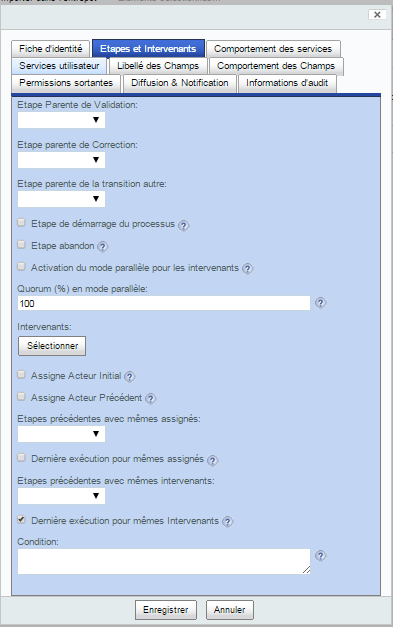 Fiche d'identité Etapes et Intervenants Comportement des services
Services utilisateur Libellé des Champs Comportement des Champs
Permissions sortantes Diffusion & Notification Informations d'audit
Etape Parente de Validation:
Etape parente de Correction:
Etape parente de la transition autre:
Etape de démarrage du processus ?
Etape abandon ?
Activation du mode parallèle pour les intervenants ?
Quorum (%) en mode parallèle:
100 ?
Intervenants:
Sélectionner
Assigne Acteur Initial ?
Assigne Acteur Précédent ?
Etapes précédentes avec mêmes assignés:
Dernière exécution pour mêmes assignés ?
Etapes précédentes avec mêmes intervenants:
Dernière exécution pour mêmes Intervenants ?
Condition:
?
Enregistrer Annuler